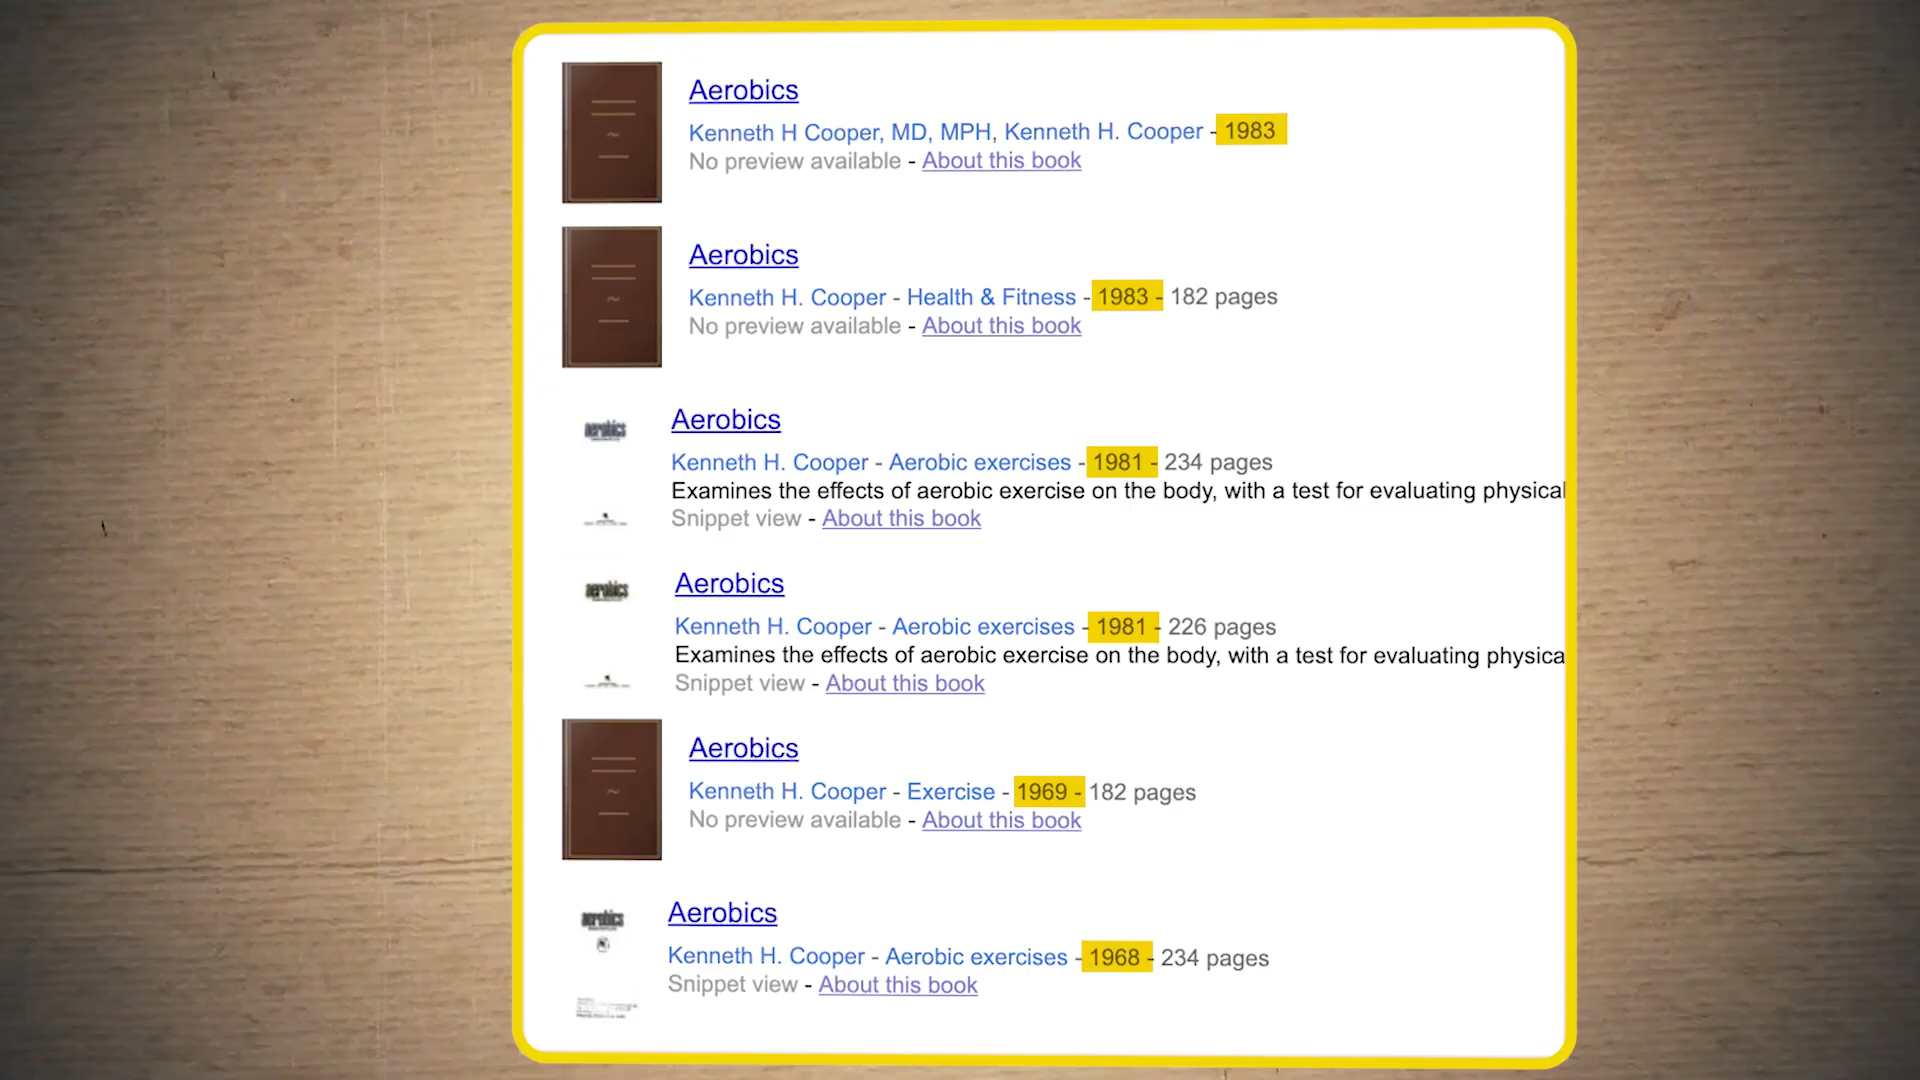 Aerobics
Kenneth H Cooper, MD, MPH, Kenneth H. Cooper - 1983
No preview available - About this book
Aerobics
Kenneth H. Cooper - Health & Fitness - 1983 - 182 pages
No preview available - About this book
aerobics
Aerobics
Kenneth H. Cooper - Aerobic exercises - 1981 - 234 pages
Examines the effects of aerobic exercise on the body, with a test for evaluating physical
Snippet view - About this book
aerobics
Aerobics
Kenneth H. Cooper - Aerobic exercises - 1981 - 226 pages
Examines the effects of aerobic exercise on the body, with a test for evaluating physica
Snippet view - About this book
Aerobics
Kenneth H. Cooper - Exercise - 1969 - 182 pages
No preview available - About this book
aerobics
Aerobics
Kenneth H. Cooper - Aerobic exercises - 1968 - 234 pages
Snippet view - About this book